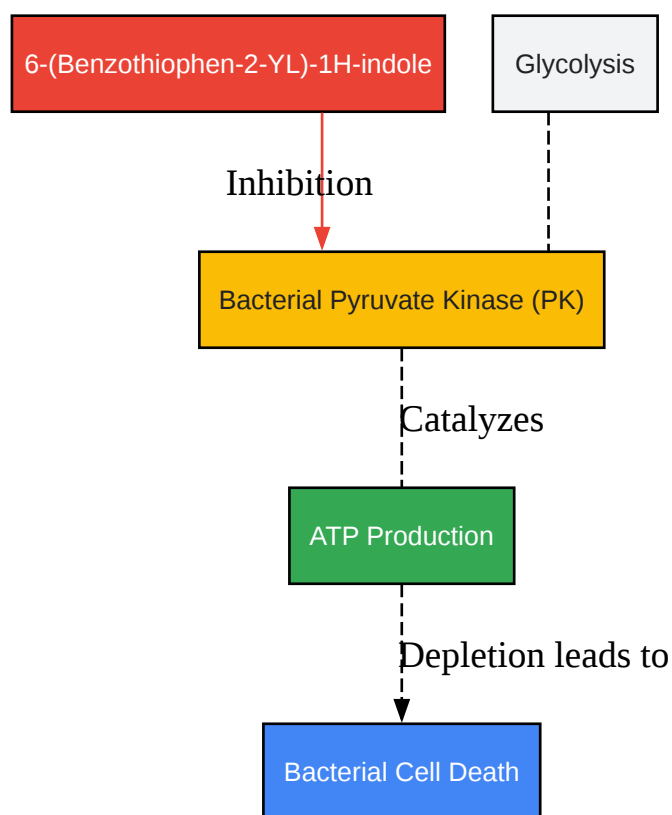 6-(Benzothiophen-2-YL)-1H-indole
Glycolysis
Inhibition
Bacterial Pyruvate Kinase (PK)
Catalyzes
ATP Production
Depletion leads to
Bacterial Cell Death